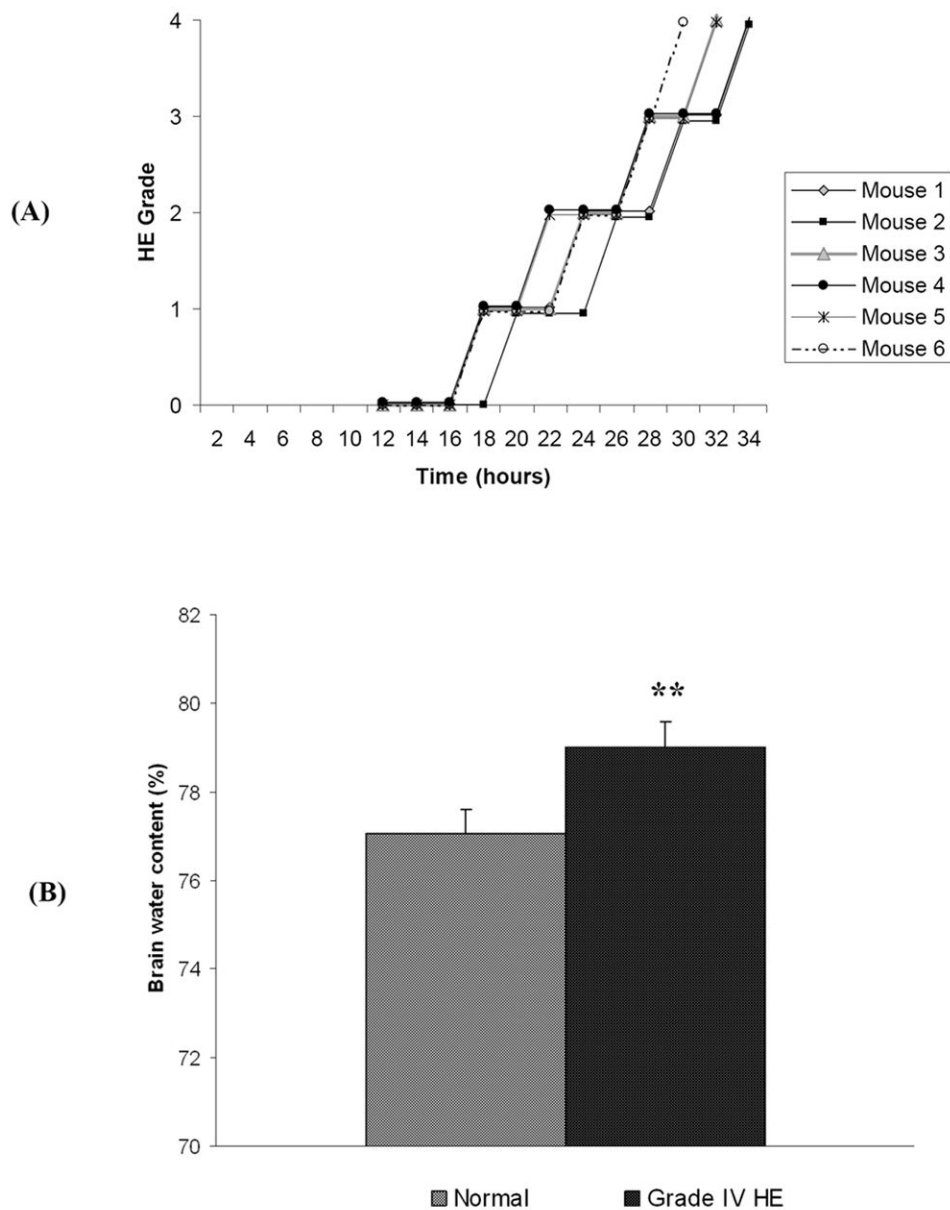 (A)
HE Grade
4
3
2
1
0
2 4 6 8 10 12 14 16 18 20 22 24 26 28 30 32 34
Time (hours)
Mouse 1
Mouse 2
Mouse 3
Mouse 4
Mouse 5
Mouse 6
(B)
Brain water content (%)
82
80
78
76
74
72
70
**
Normal Grade IV HE